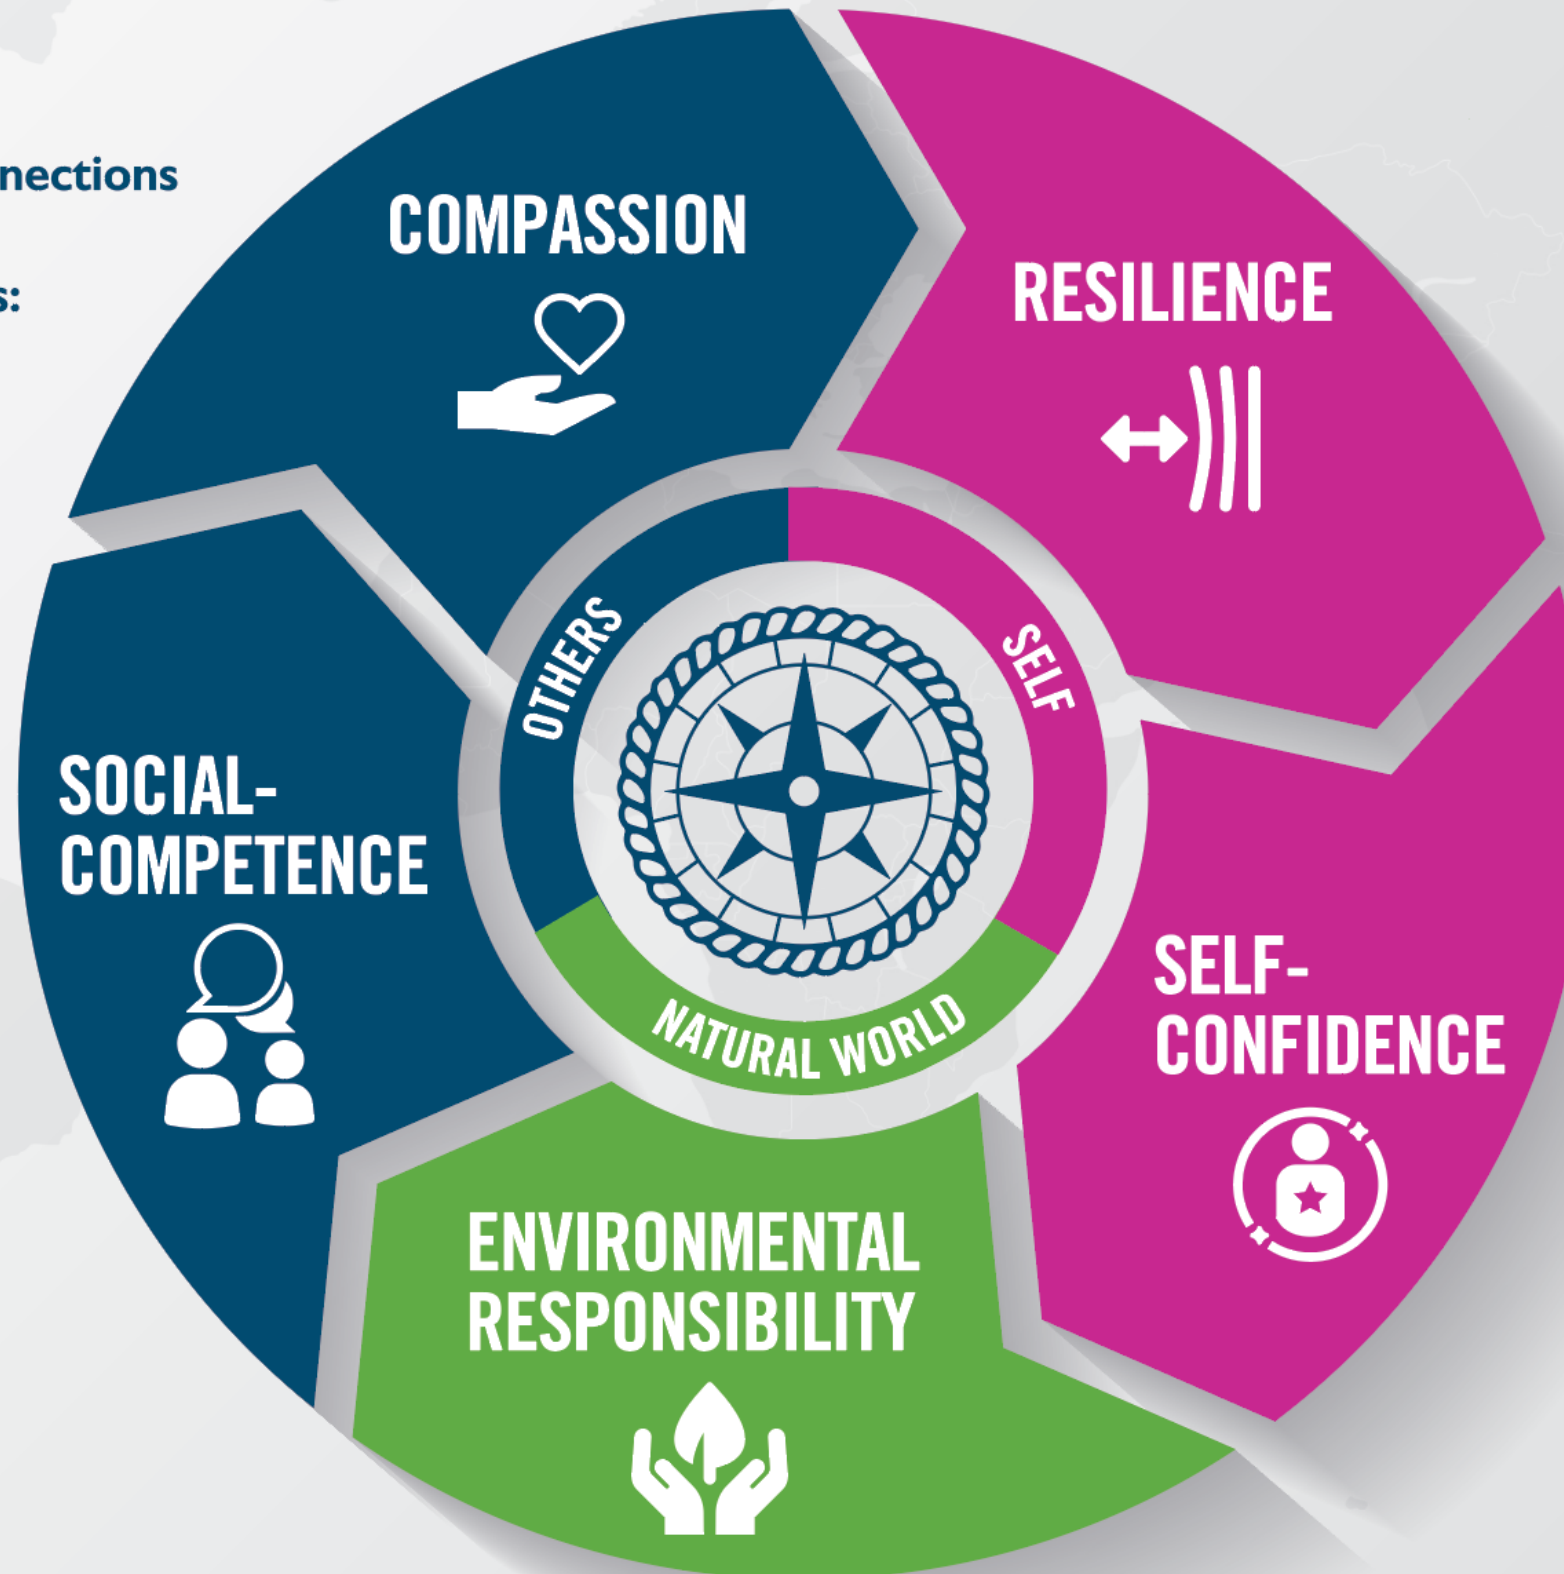 nections
s:
COMPASSION
RESILIENCE
OTHERS
SELF
NATURAL WORLD
SOCIAL-
COMPETENCE
SELF-
CONFIDENCE
ENVIRONMENTAL
RESPONSIBILITY